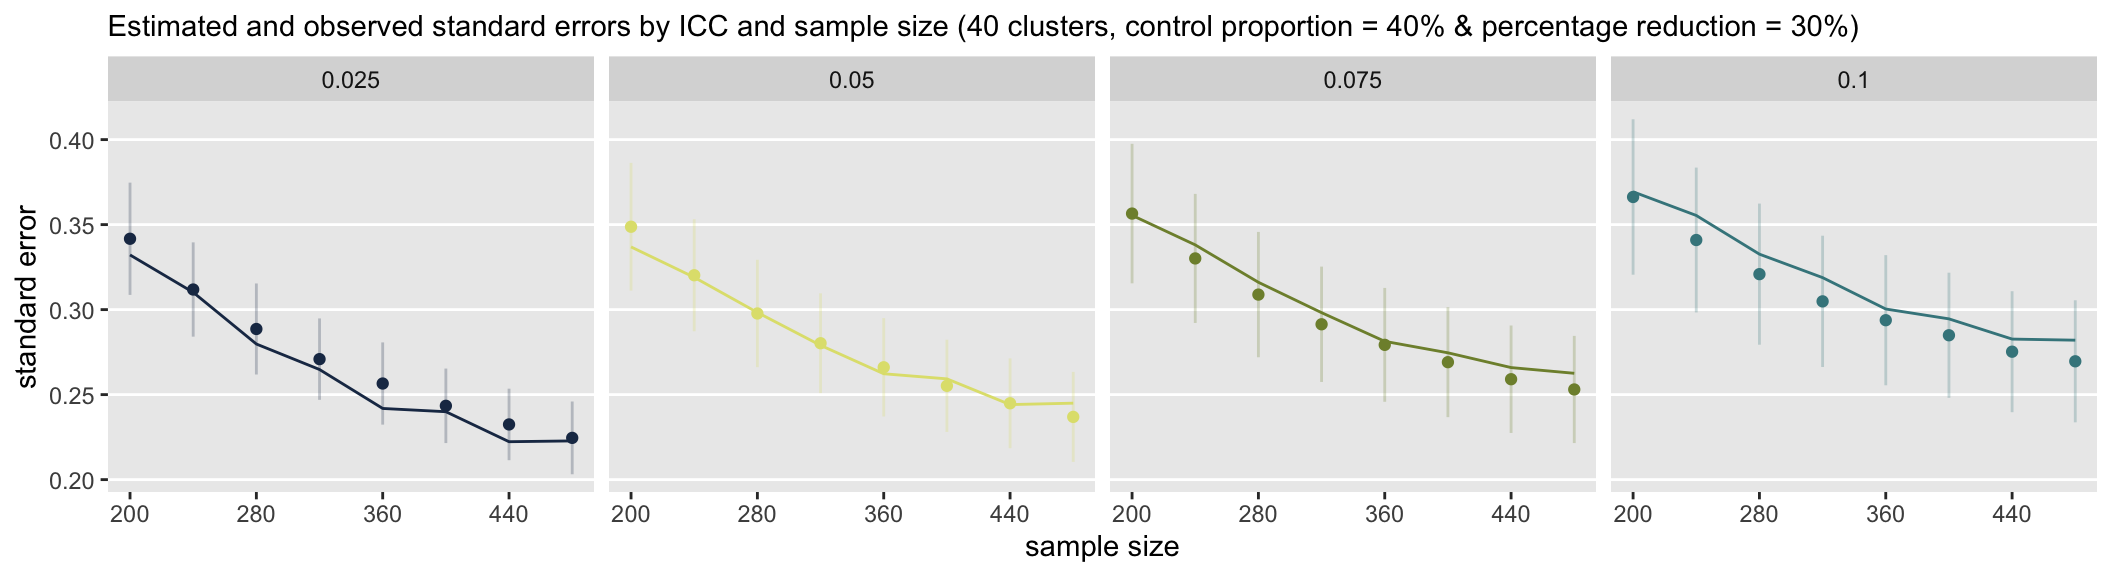 Estimated and observed standard errors by ICC and sample size (40 clusters, control proportion = 40% & percentage reduction = 30%)
0.025 0.05 0.075 0.1
standard error
0.40
0.35
0.30
0.25
0.20
200 280 360 440 200 280 360 440 200 280 360 440 200 280 360 440
sample size